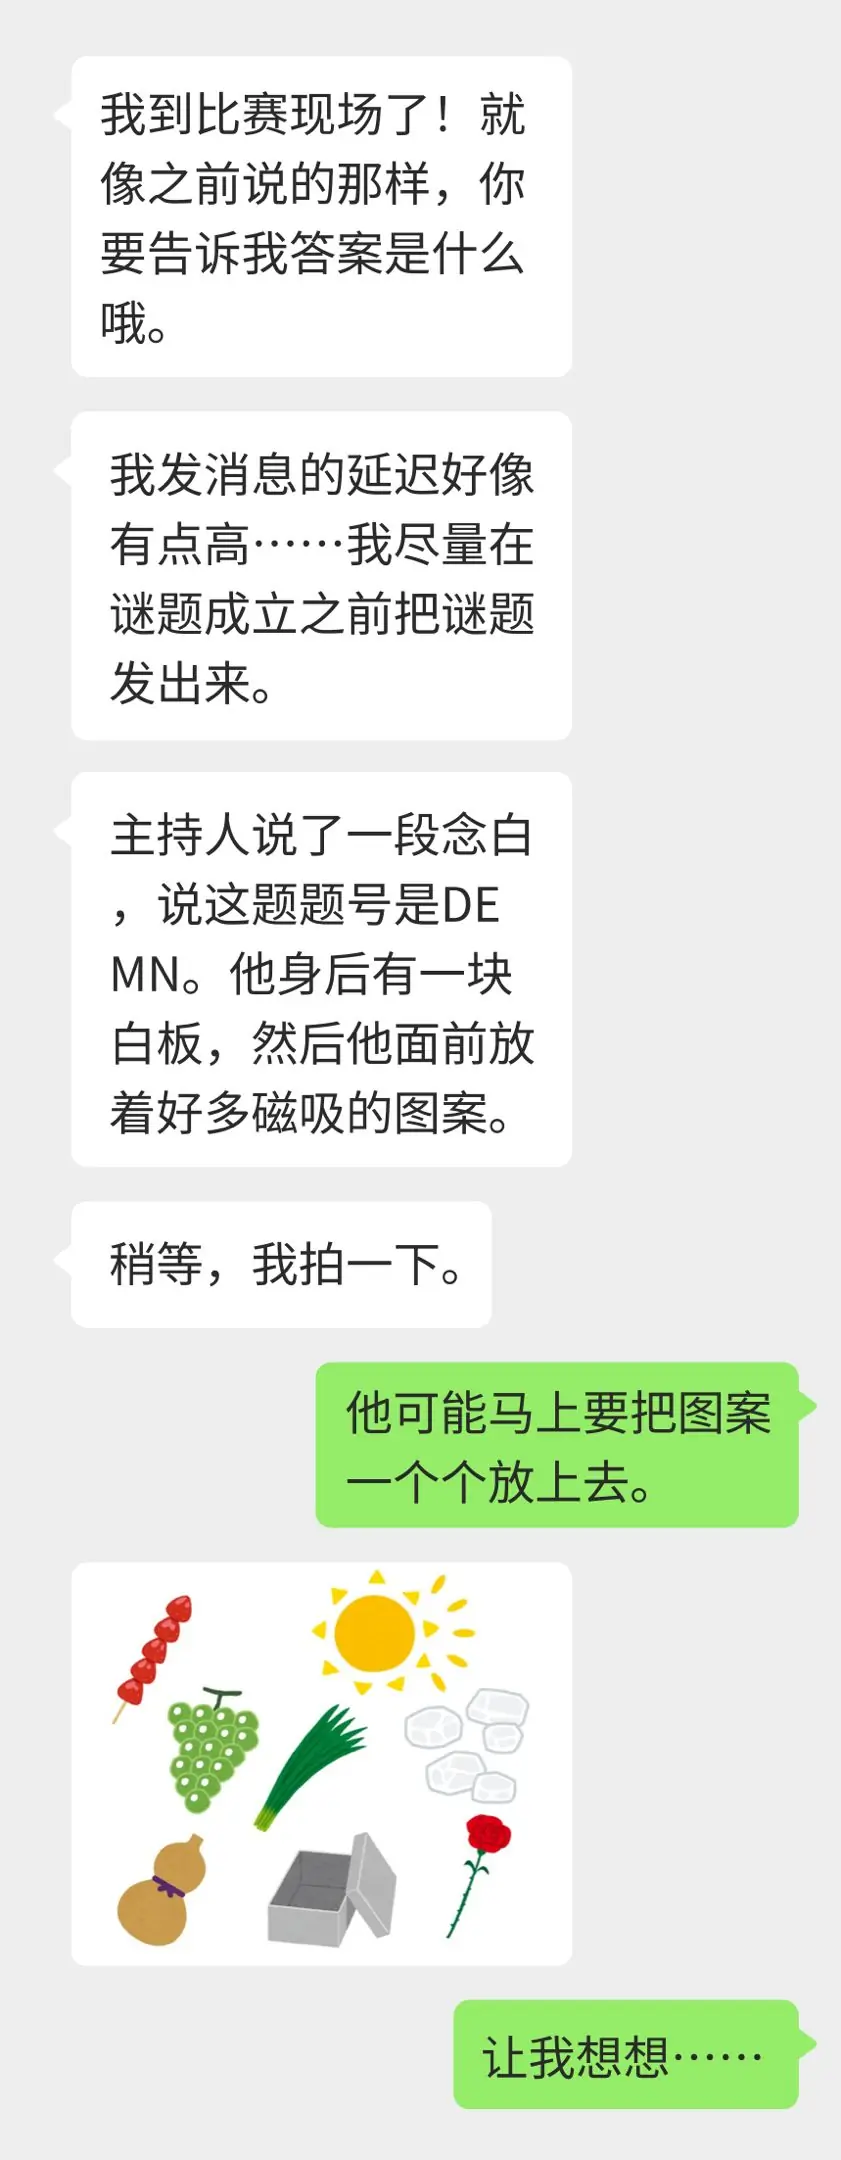 我到比赛现场了！就
像之前说的那样，你
要告诉我答案是什么
哦。
我发消息的延迟好像
有点高……我尽量在
谜题成立之前把谜题
发出来。
主持人说了一段念白
，说这题题号是DE
MN。他身后有一块
白板，然后他面前放
着好多磁吸的图案。
稍等，我拍一下。
他可能马上要把图案
一个个放上去。
让我想想……